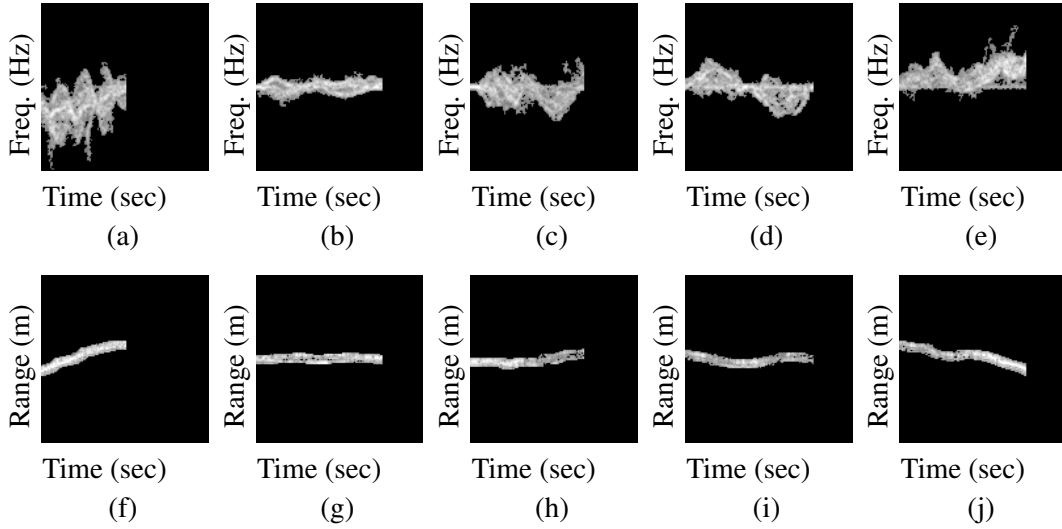 Freq. (Hz) Freq. (Hz) Freq. (Hz) Freq. (Hz) Freq. (Hz)
Time (sec) Time (sec) Time (sec) Time (sec) Time (sec)
(a) (b) (c) (d) (e)
Range (m) Range (m) Range (m) Range (m) Range (m)
Time (sec) Time (sec) Time (sec) Time (sec) Time (sec)
(f) (g) (h) (i) (j)